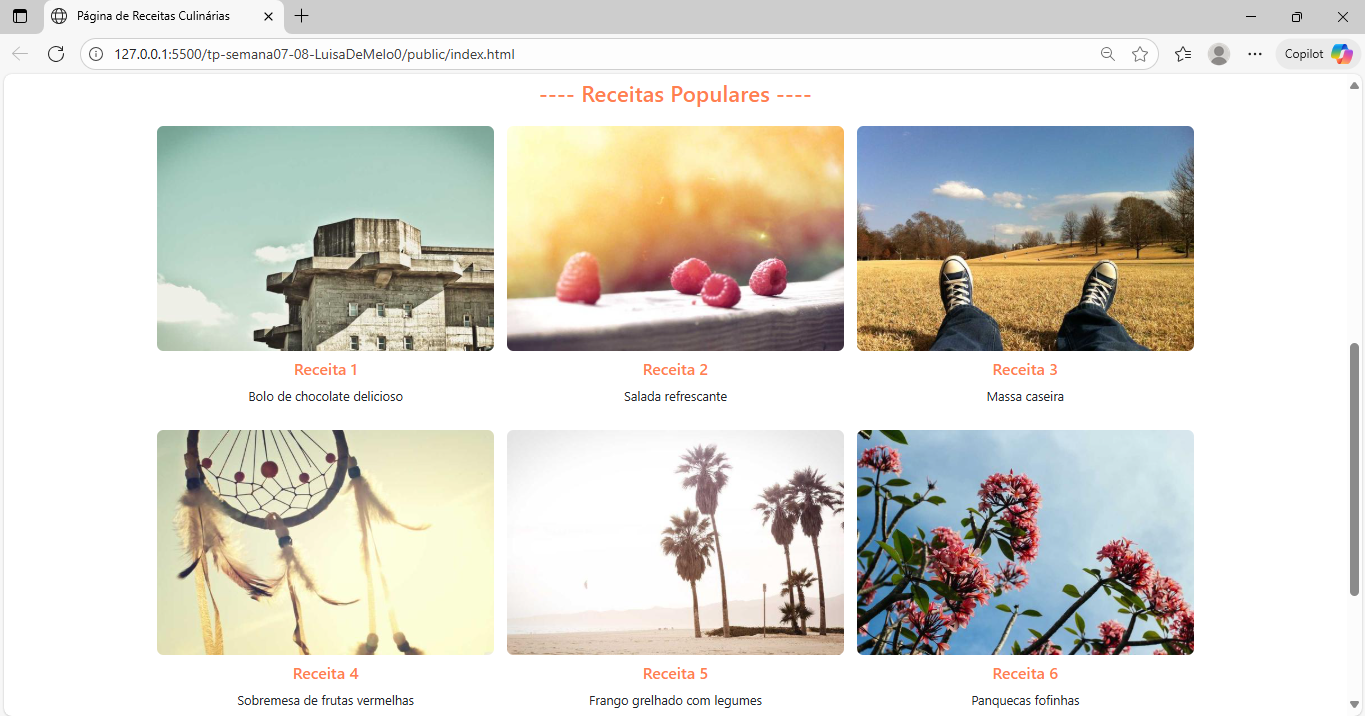 Página de Receitas Culinárias
127.0.0.1:5500/tp-semana07-08-LuisaDeMelo0/public/index.html
Copilot
---- Receitas Populares ----
Receita 1
Bolo de chocolate delicioso
Receita 2
Salada refrescante
Receita 3
Massa caseira
Receita 4
Sobremesa de frutas vermelhas
Receita 5
Frango grelhado com legumes
Receita 6
Panquecas fofinhas